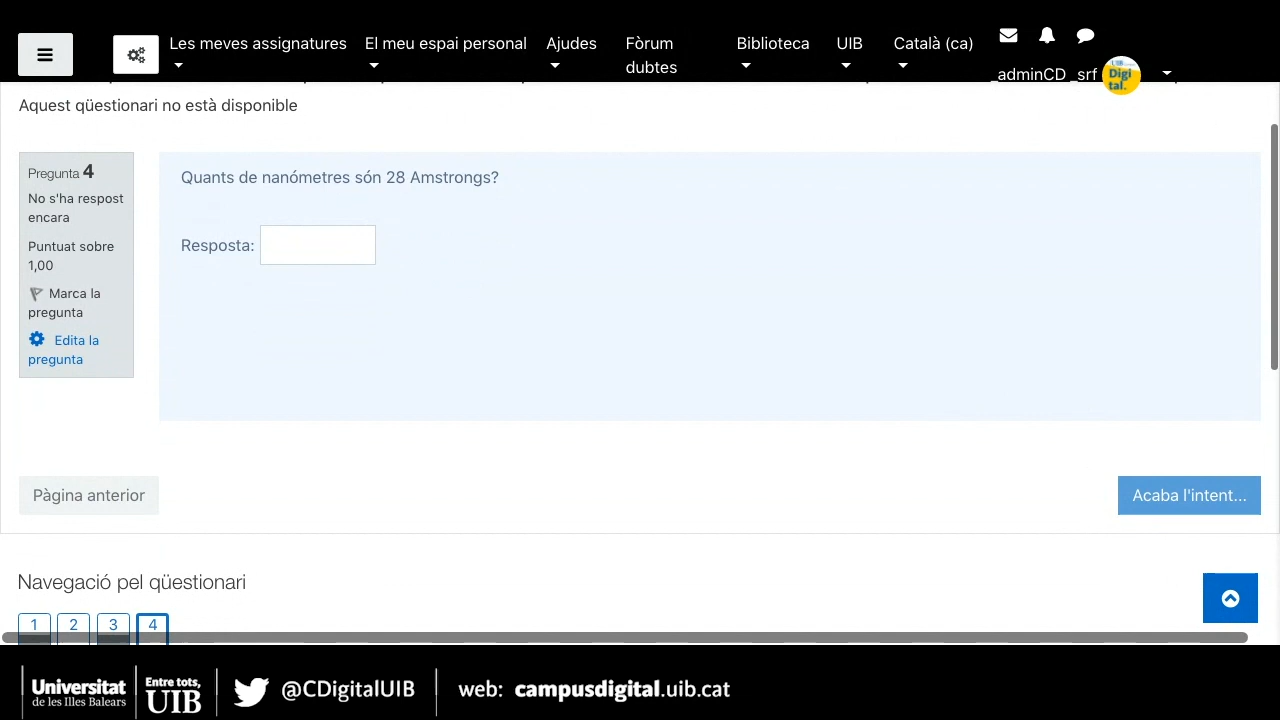 Les meves assignatures
El meu espai personal
Ajudes
Fòrum
dubtes
Biblioteca
UIB
Català (ca)
_adminCD _srf
Digi
tal.
Aquest qüestionari no està disponible
Pregunta 4
No s'ha respost
encara
Puntuat sobre
1,00
Marca la
pregunta
Edita la
pregunta
Quants de nanómetres són 28 Amstrongs?
Resposta:
Pàgina anterior
Acaba l'intent...
Navegació pel qüestionari
1 2 3 4
Universitat
de les Illes Balears
Entre tots,
UIB
@CDigitalUIB
web: campusdigital.uib.cat